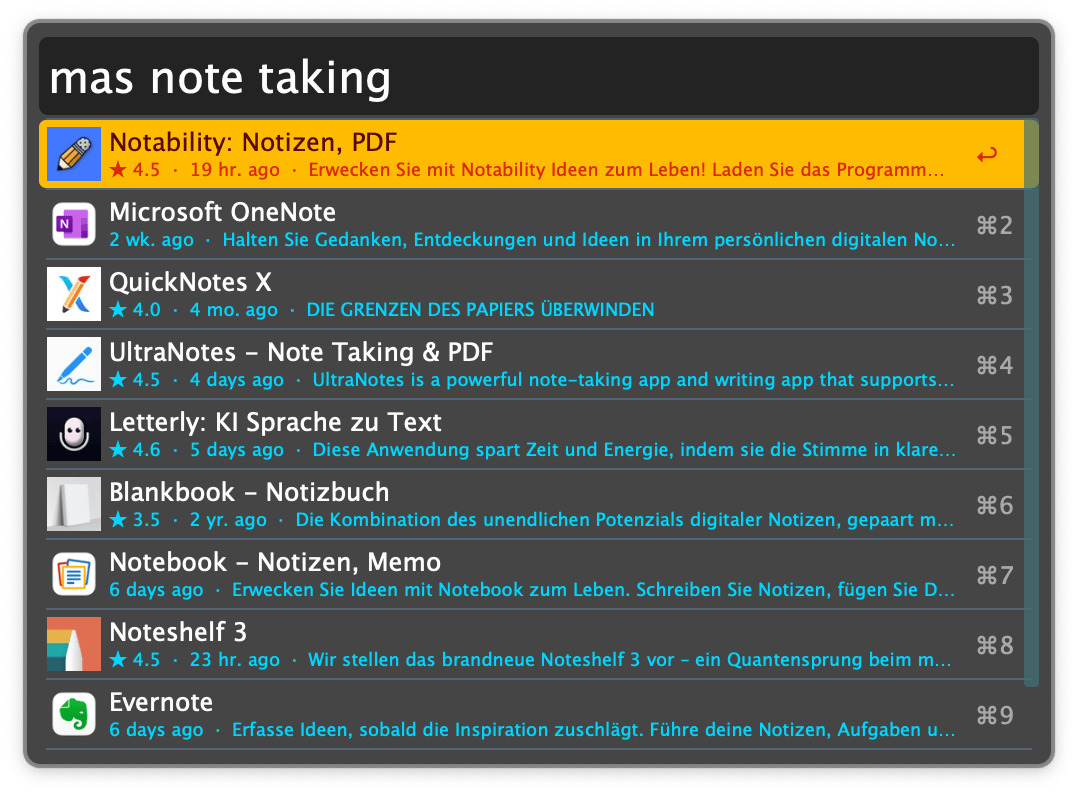 mas note taking
Notability: Notizen, PDF
★ 4.5 · 19 hr. ago · Erwecken Sie mit Notability Ideen zum Leben! Laden Sie das Programm…
↩
Microsoft OneNote
2 wk. ago · Halten Sie Gedanken, Entdeckungen und Ideen in Ihrem persönlichen digitalen No…
⌘2
QuickNotes X
★ 4.0 · 4 mo. ago · DIE GRENZEN DES PAPIERS ÜBERWINDEN
⌘3
UltraNotes – Note Taking & PDF
★ 4.5 · 4 days ago · UltraNotes is a powerful note-taking app and writing app that supports…
⌘4
Letterly: KI Sprache zu Text
★ 4.6 · 5 days ago · Diese Anwendung spart Zeit und Energie, indem sie die Stimme in klare…
⌘5
Blankbook – Notizbuch
★ 3.5 · 2 yr. ago · Die Kombination des unendlichen Potenzials digitaler Notizen, gepaart m…
⌘6
Notebook – Notizen, Memo
6 days ago · Erwecken Sie Ideen mit Notebook zum Leben. Schreiben Sie Notizen, fügen Sie D…
⌘7
Noteshelf 3
★ 4.5 · 23 hr. ago · Wir stellen das brandneue Noteshelf 3 vor – ein Quantensprung beim m…
⌘8
Evernote
6 days ago · Erfasse Ideen, sobald die Inspiration zuschlägt. Führe deine Notizen, Aufgaben u…
⌘9